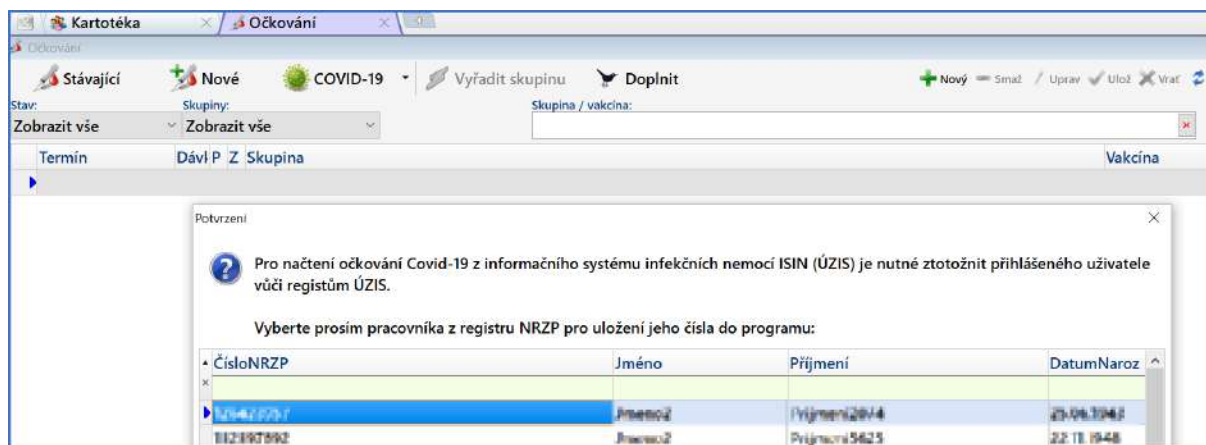 Kartotéka
Očkování
Očkování
Stávající Nové COVID-19 Vyřadit skupinu Doplnit Nový Smaž Uprav Ulož Vrať
Stav: Skupiny: Skupina / vakcína:
Zobrazit vše Zobrazit vše
Termín Dávk P Z Skupina Vakcína
Potvrzení
Pro načtení očkování Covid-19 z informačního systému infekčních nemocí ISIN (ÚZIS) je nutné ztotožnit přihlášeného uživatele
vůči registům ÚZIS.
Vyberte prosím pracovníka z registru NRZP pro uložení jeho čísla do programu:
ČísloNRZP Jméno Příjmení DatumNaroz